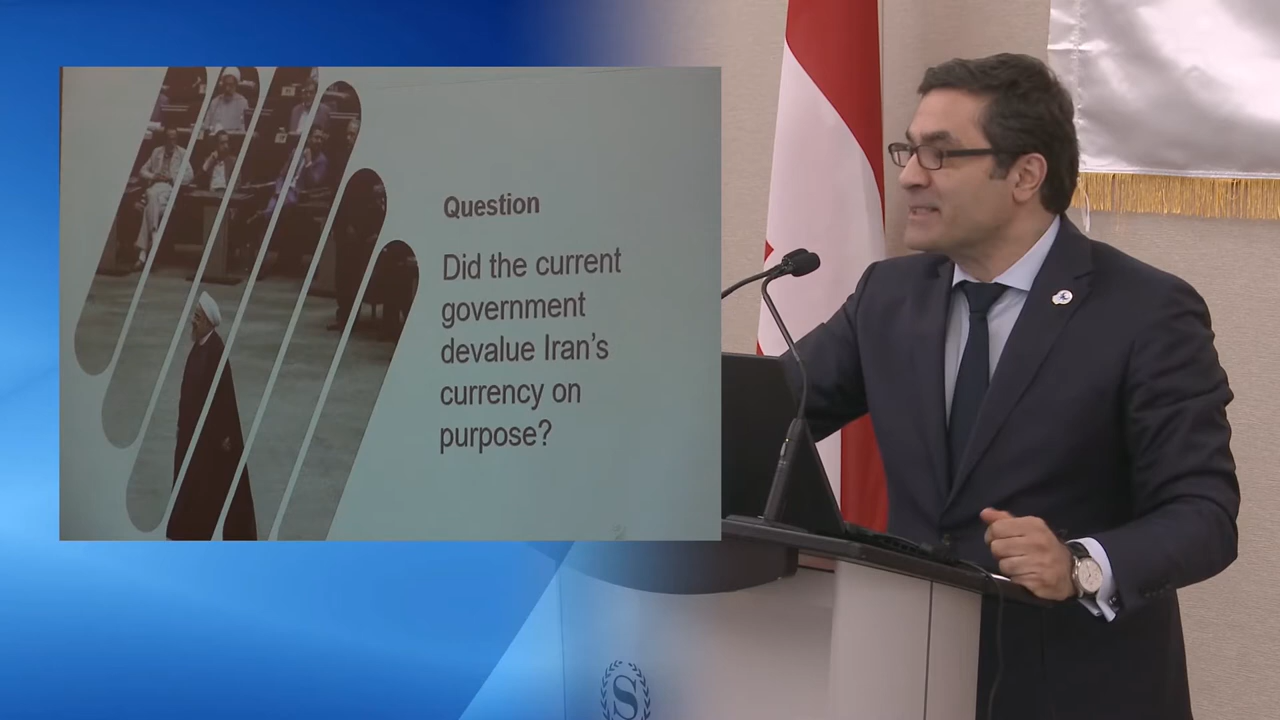 Question
Did the current
government
devalue Iran's
currency on
purpose?
S